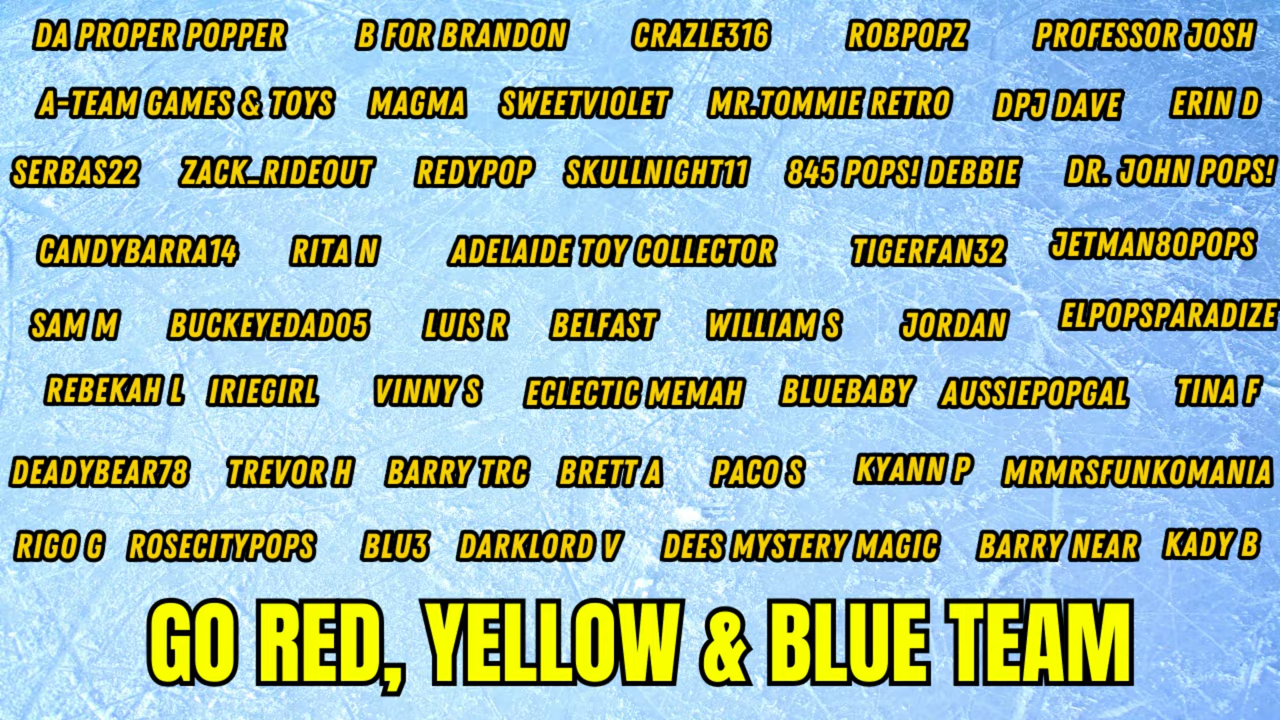 DA PROPER POPPER B FOR BRANDON CRAZLE316 ROBPOPZ PROFESSOR JOSH
A-TEAM GAMES & TOYS MAGMA SWEETVIOLET MR.TOMMIE RETRO DPJ DAVE ERIN D
SERBAS22 ZACK_RIDEOUT REDYPOP SKULLNIGHT11 845 POPS! DEBBIE DR. JOHN POPS!
CANDYBARRA14 RITA N ADELAIDE TOY COLLECTOR TIGERFAN32 JETMAN80POPS
SAM M BUCKEYEDAD05 LUIS R BELFAST WILLIAM S JORDAN ELPOPSPARADIZE
REBEKAH L IRIEGIRL VINNY S ECLECTIC MEMAH BLUEBABY AUSSIEPOPGAL TINA F
DEADYBEAR78 TREVOR H BARRY TRC BRETT A PACO S KYANN P MRMRSFUNKOMANIA
RIGO G ROSECITYPOPS BLU3 DARKLORD V DEES MYSTERY MAGIC BARRY NEAR KADY B
GO RED, YELLOW & BLUE TEAM